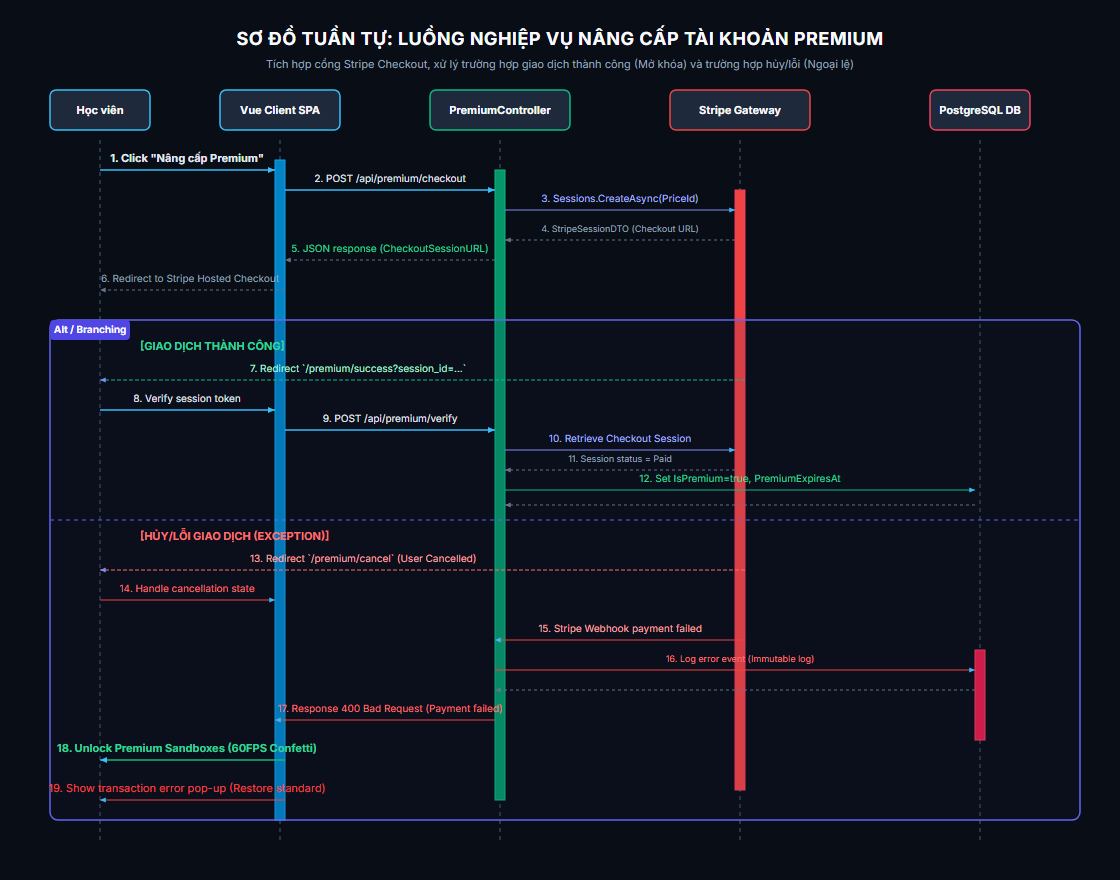 SƠ ĐỒ TUẦN TỰ: LUỒNG NGHIỆP VỤ NÂNG CẤP TÀI KHOẢN PREMIUM
Tích hợp cổng Stripe Checkout, xử lý trường hợp giao dịch thành công (Mở khóa) và trường hợp hủy/lỗi (Ngoại lệ)
Học viên
Vue Client SPA
PremiumController
Stripe Gateway
PostgreSQL DB
1. Click "Nâng cấp Premium"
2. POST /api/premium/checkout
3. Sessions.CreateAsync(PriceId)
4. StripeSessionDTO (Checkout URL)
5. JSON response (CheckoutSessionURL)
6. Redirect to Stripe Hosted Checkout
Alt / Branching
[GIAO DỊCH THÀNH CÔNG]
7. Redirect `/premium/success?session_id=...`
8. Verify session token
9. POST /api/premium/verify
10. Retrieve Checkout Session
11. Session status = Paid
12. Set IsPremium=true, PremiumExpiresAt
[HỦY/LỖI GIAO DỊCH (EXCEPTION)]
13. Redirect `/premium/cancel` (User Cancelled)
14. Handle cancellation state
15. Stripe Webhook payment failed
16. Log error event (Immutable log)
17. Response 400 Bad Request (Payment failed)
18. Unlock Premium Sandboxes (60FPS Confetti)
19. Show transaction error pop-up (Restore standard)